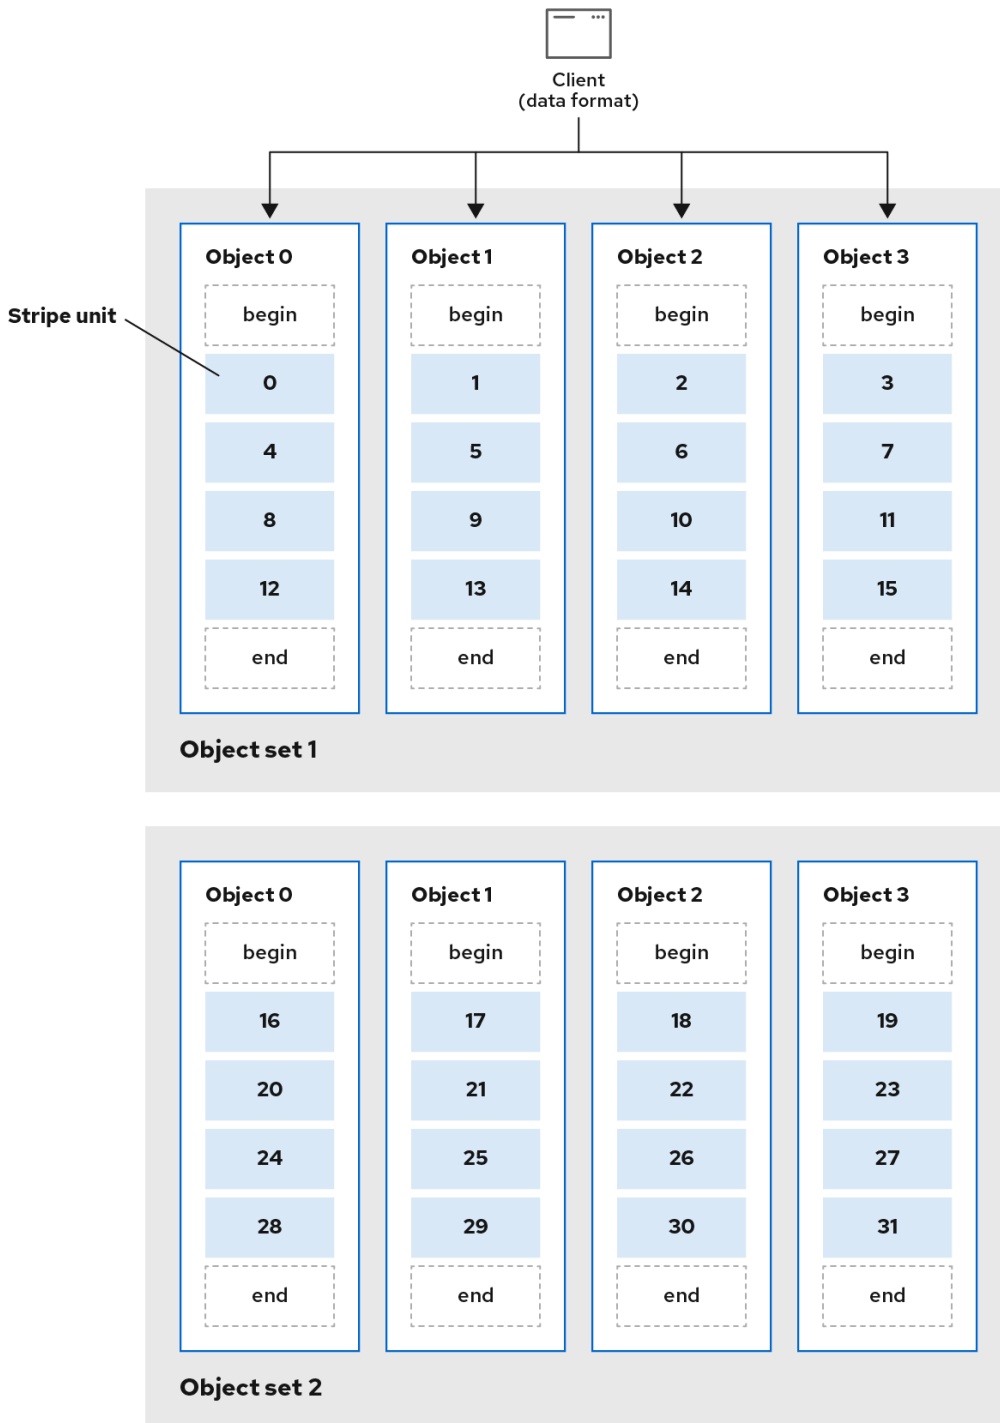 Client
(data format)
Object 0
Object 1
Object 2
Object 3
begin
begin
begin
begin
Stripe unit
0
1
2
3
4
5
6
7
8
9
10
11
12
13
14
15
end
end
end
end
Object set 1
Object 0
Object 1
Object 2
Object 3
begin
begin
begin
begin
16
17
18
19
20
21
22
23
24
25
26
27
28
29
30
31
end
end
end
end
Object set 2